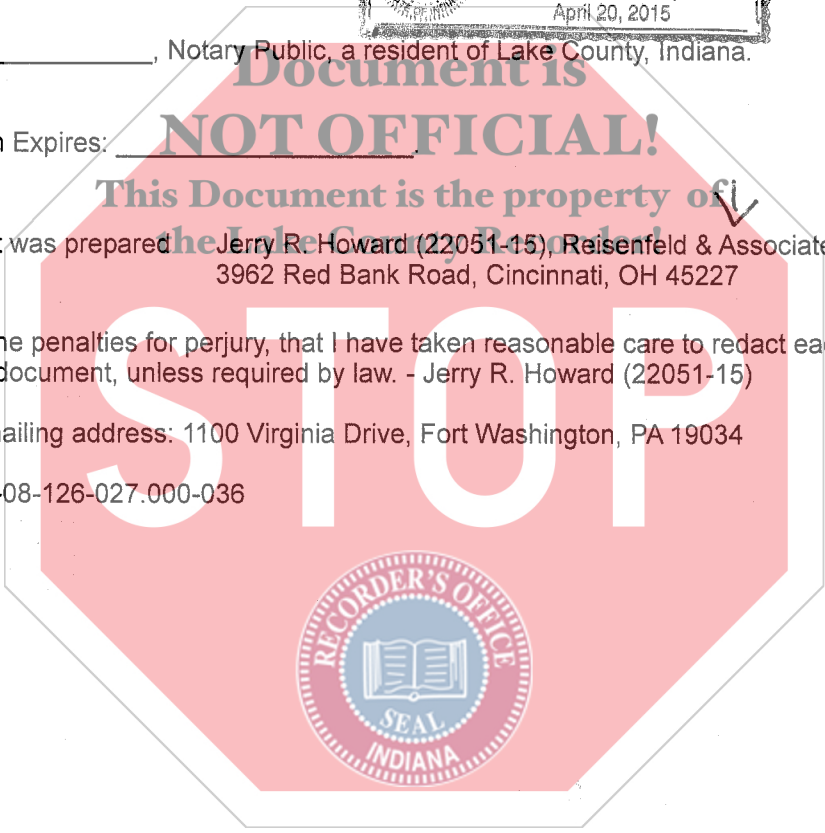 April 20, 2015
, Notary Public, a resident of Lake County, Indiana.
Document is
NOT OFFICIAL!
Expires:
This Document is the property of
the Lake County Recorder!
was prepared Jerry R. Howard (22051-15), Reisenfeld & Associate
3962 Red Bank Road, Cincinnati, OH 45227
STOP
he penalties for perjury, that I have taken reasonable care to redact eac
document, unless required by law. - Jerry R. Howard (22051-15)
ailing address: 1100 Virginia Drive, Fort Washington, PA 19034
-08-126-027.000-036
RECORDER'S OFFICE
SEAL
INDIANA